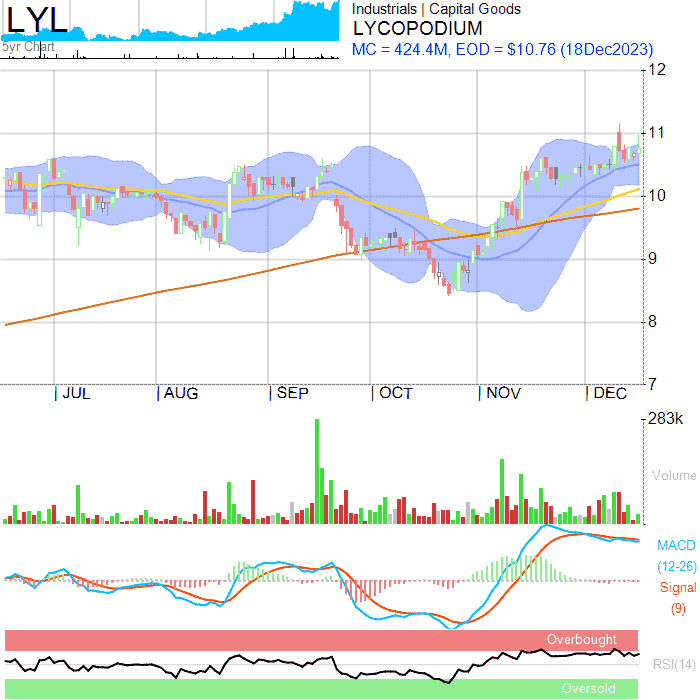 LYL
5yr Chart
Industrials | Capital Goods
LYCOPODIUM
MC = 424.4M, EOD = $10.76 (18Dec2023)
12
11
10
9
8
7
JUL AUG SEP OCT NOV DEC
283k
Volume
MACD
(12-26)
Signal
(9)
Overbought
RSI(14)
Oversold